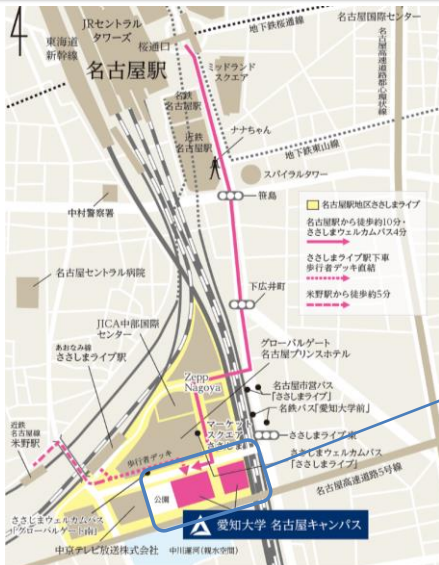 JRセントラル
タワーズ
桜通口
地下鉄桜通線
名古屋国際センター
東海道
新幹線
名古屋駅
ミッドランド
スクエア
名古屋高速道路都心環状線
名鉄
名古屋駅
近鉄
名古屋駅
ナナちゃん
地下鉄東山線
スパイラルタワー
中村警察署
笹島
名古屋駅地区ささしまライブ
名古屋駅から徒歩約10分・
ささしまウェルカムバス4分
ささしまライブ駅下車
歩行者デッキ直結
米野駅から徒歩約5分
名古屋セントラル病院
下広井町
JICA中部国際
センター
グローバルゲート
名古屋プリンスホテル
あおなみ線
ささしまライブ駅
Zepp
Nagoya
名古屋市営バス
「ささしまライブ」
名鉄バス「愛知大学前」
近鉄
名古屋線
米野駅
マーケット
スクエア
ささしま
ささしまライブ東
歩行者デッキ
ささしまウェルカムバス
「ささしまライブ」
名古屋高速道路5号線
公園
ささしまウェルカムバス
「グローバルゲート南」
愛知大学 名古屋キャンパス
中京テレビ放送株式会社
中川運河（親水空間）